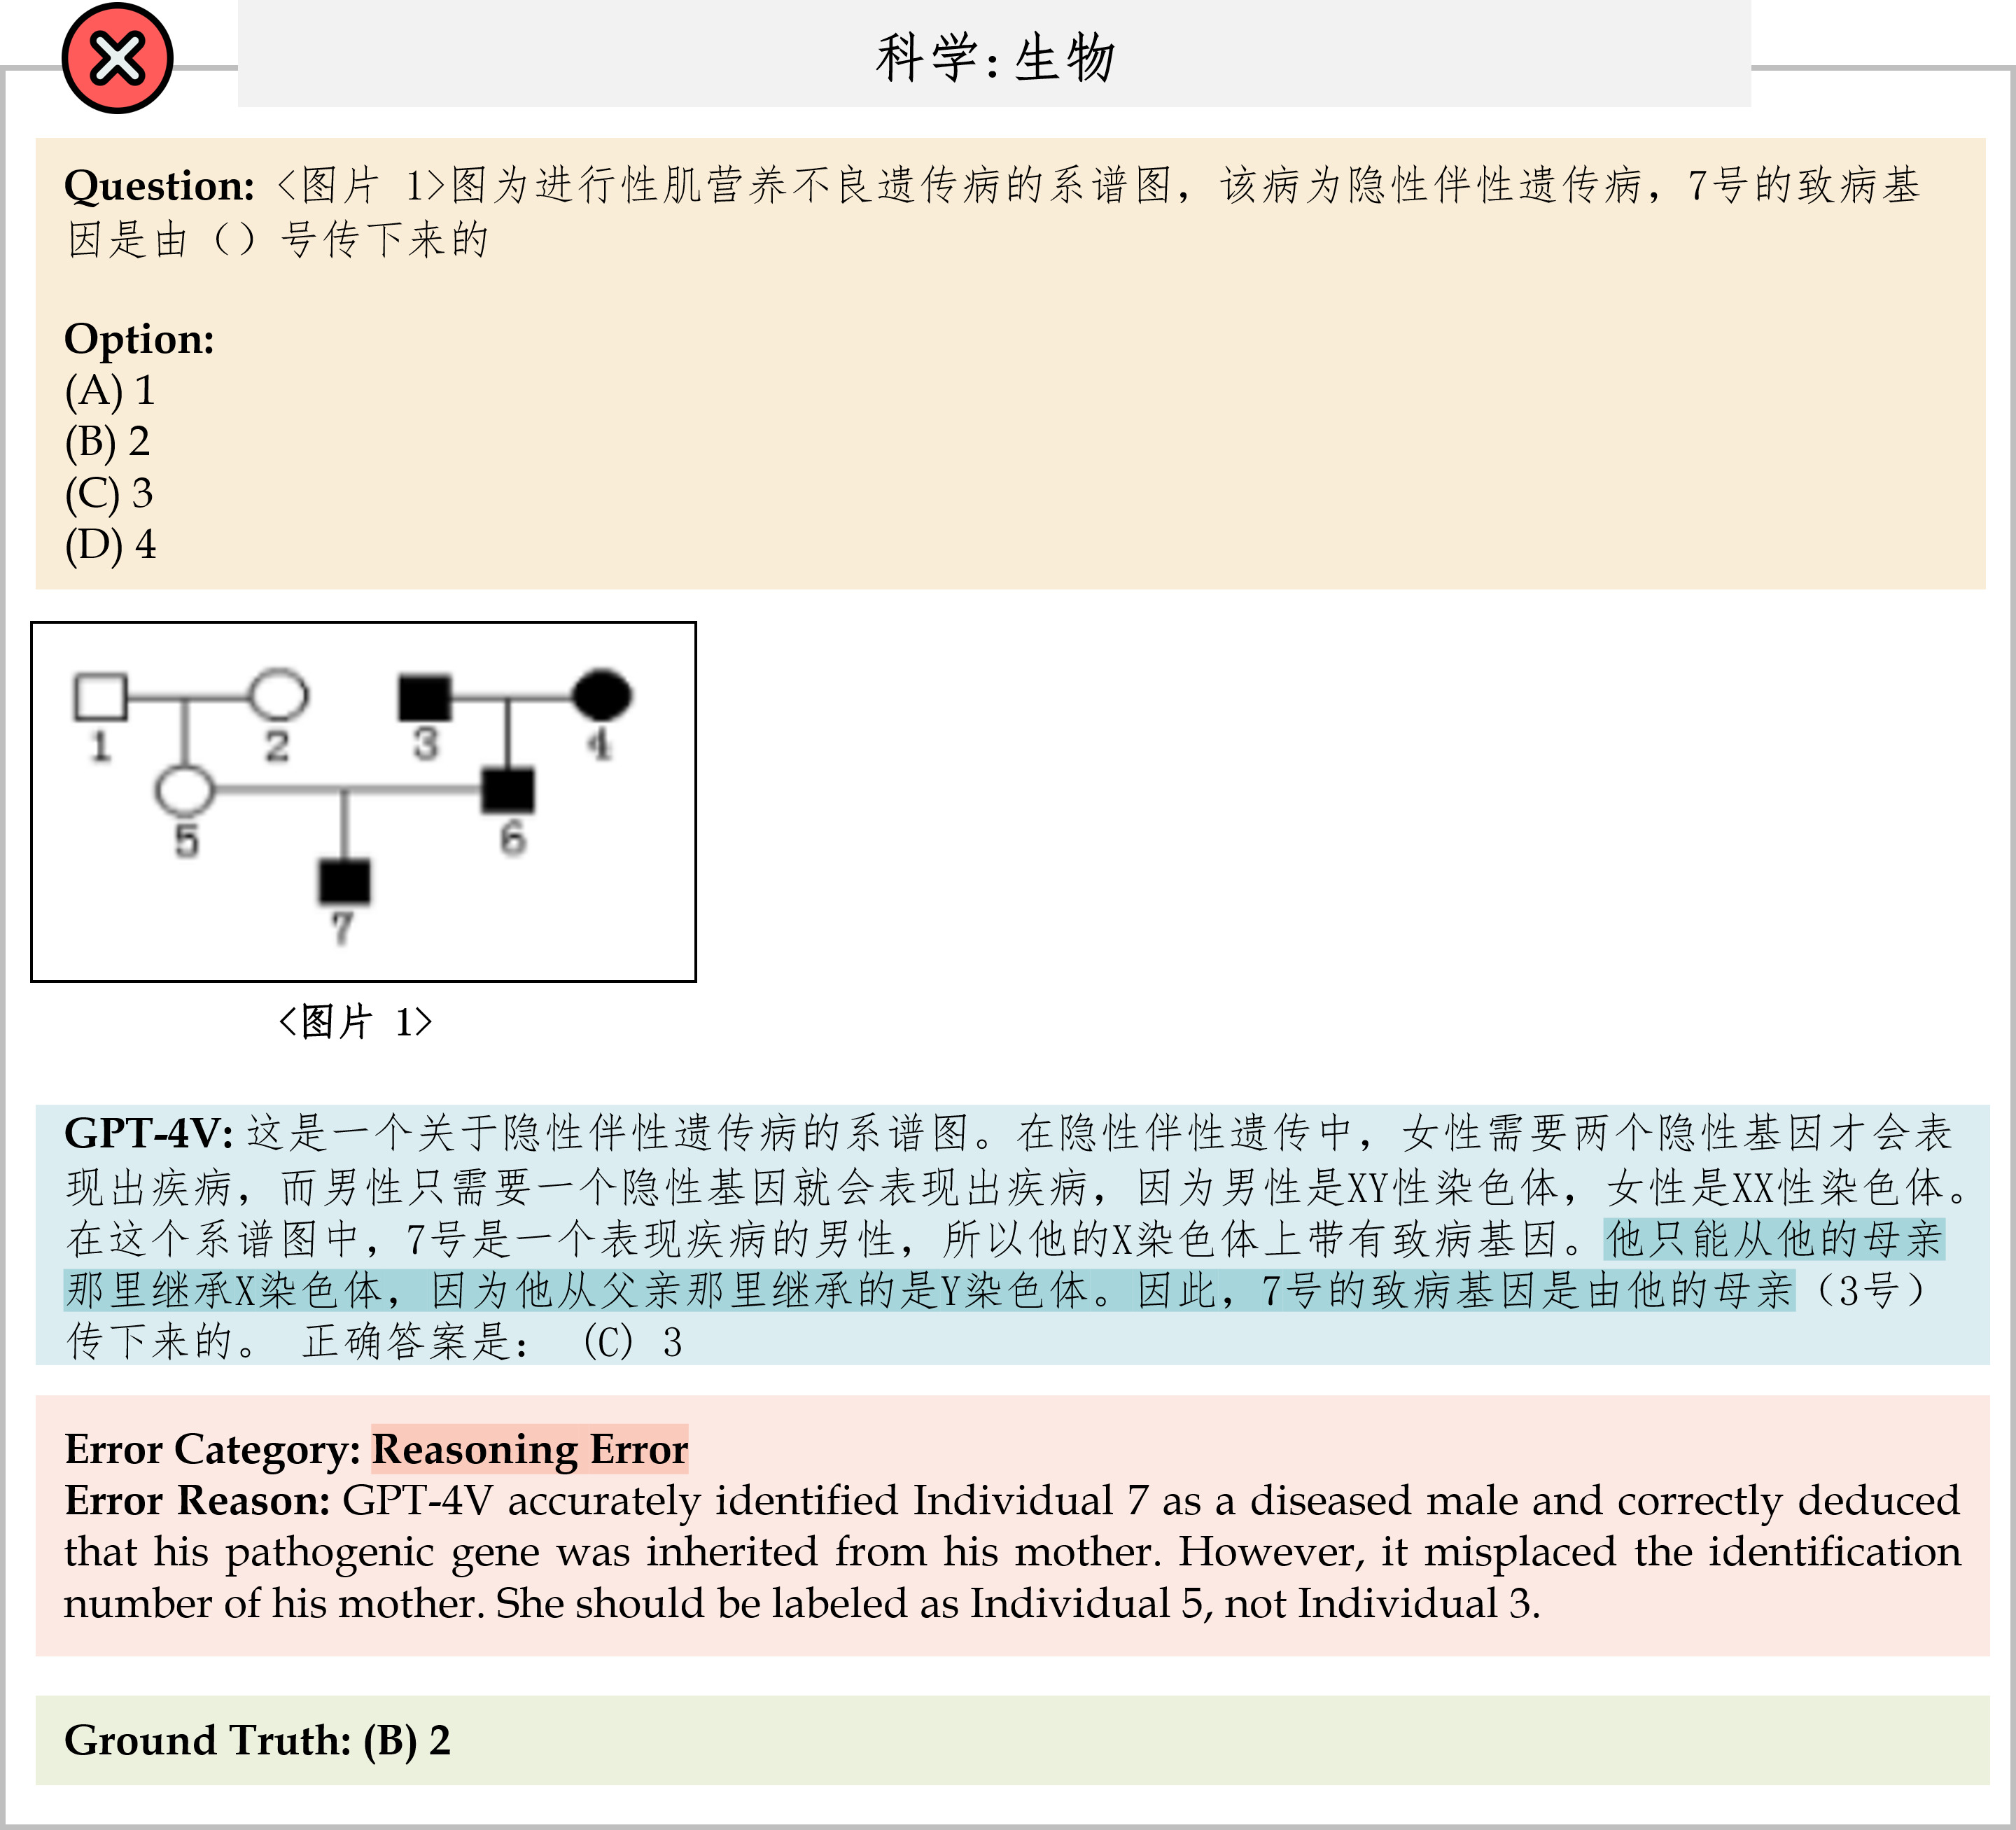 科学:生物
Question: <图片 1>图为进行性肌营养不良遗传病的系谱图，该病为隐性伴性遗传病，7号的致病基
因是由（）号传下来的
Option:
(A) 1
(B) 2
(C) 3
(D) 4
1
2
3
4
5
6
7
<图片 1>
GPT-4V: 这是一个关于隐性伴性遗传病的系谱图。在隐性伴性遗传中，女性需要两个隐性基因才会表
现出疾病，而男性只需要一个隐性基因就会表现出疾病，因为男性是XY性染色体，女性是XX性染色体。
在这个系谱图中，7号是一个表现疾病的男性，所以他的X染色体上带有致病基因。他只能从他的母亲
那里继承X染色体，因为他从父亲那里继承的是Y染色体。因此，7号的致病基因是由他的母亲（3号）
传下来的。 正确答案是： (C) 3
Error Category: Reasoning Error
Error Reason: GPT-4V accurately identified Individual 7 as a diseased male and correctly deduced
that his pathogenic gene was inherited from his mother. However, it misplaced the identification
number of his mother. She should be labeled as Individual 5, not Individual 3.
Ground Truth: (B) 2